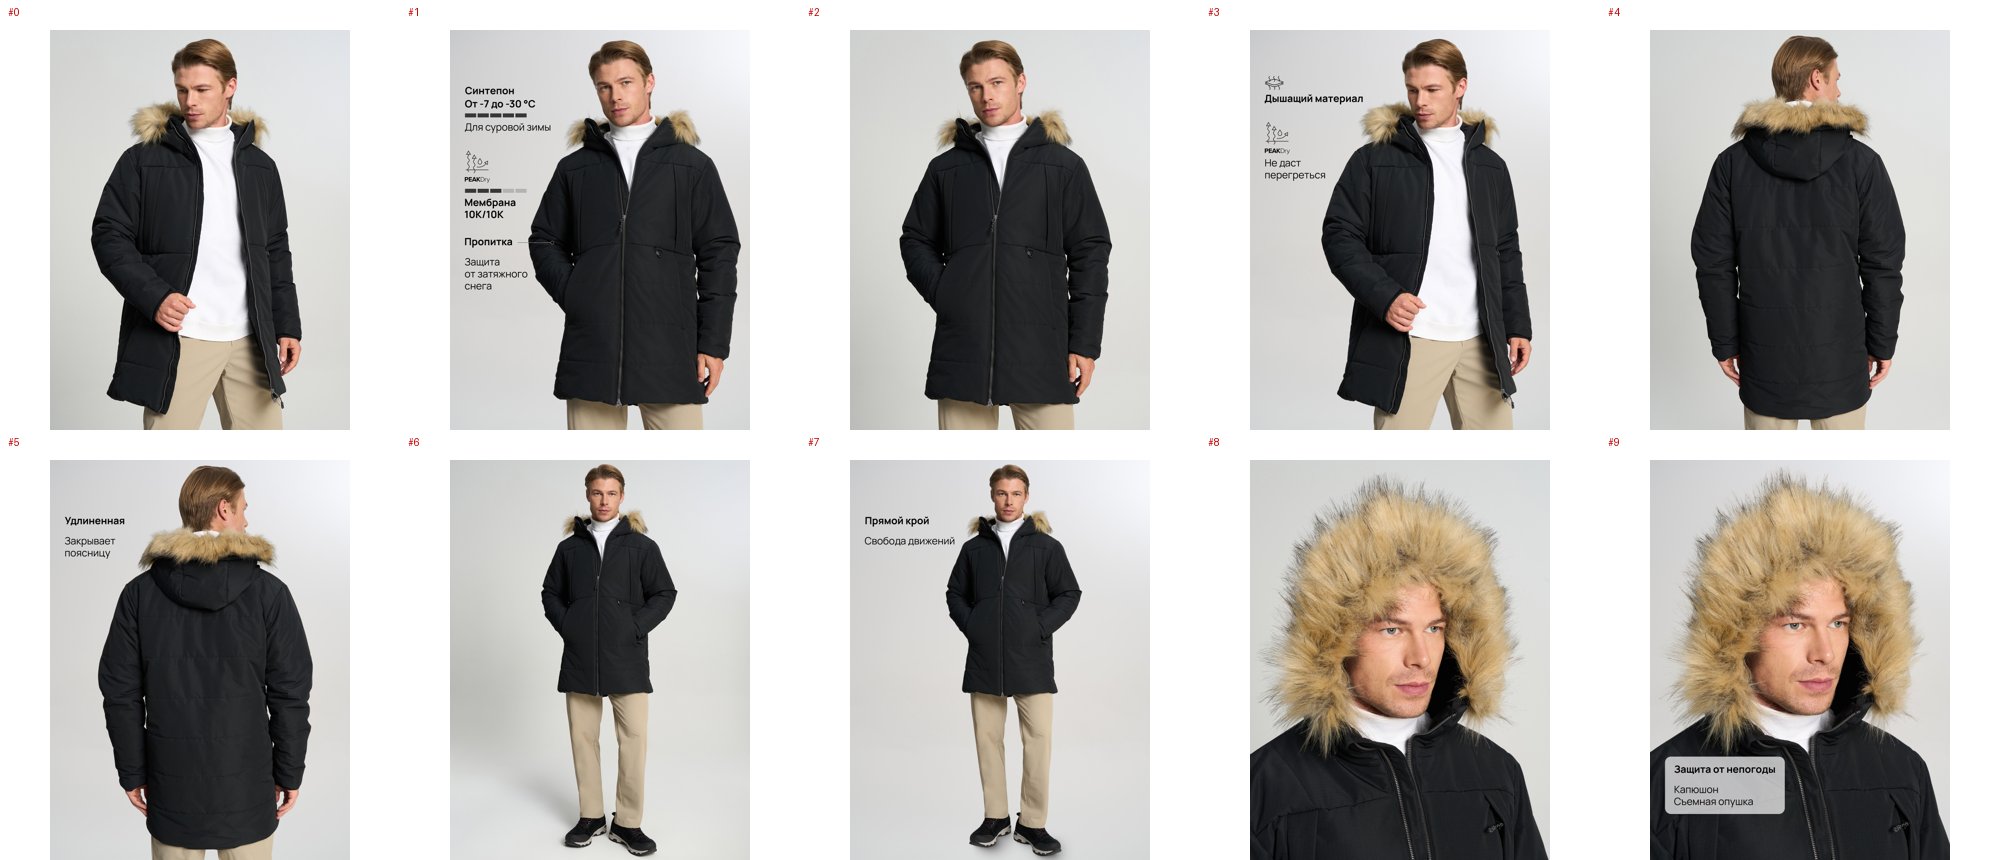 #0
#1
#2
#3
#4
Синтепон
От -7 до -30 °C
Для суровой зимы
PEAKDry
Мембрана
10K/10K
Пропитка
Защита
от затяжного
снега
Дышащий материал
PEAKDry
Не даст
перегреться
#5
#6
#7
#8
#9
Удлиненная
Закрывает
поясницу
Прямой крой
Свобода движений
Защита от непогоды
Капюшон
Съемная опушка